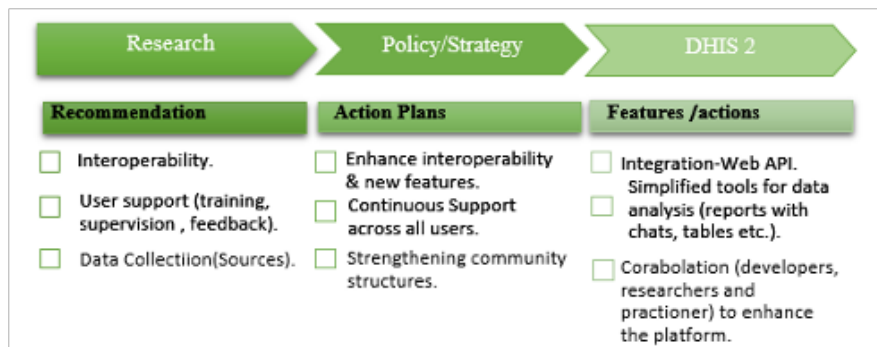 Research
Policy/Strategy
DHIS 2
Recommendation
Interoperability.
User support (training,
supervision , feedback).
Data Collectiion(Sources).
Action Plans
Enhance interoperability
& new features.
Continuous Support
across all users.
Strengthening community
structures.
Features /actions
Integration-Web API.
Simplified tools for data
analysis (reports with
chats, tables etc.).
Corabolation (developers,
researchers and
practioner) to enhance
the platform.